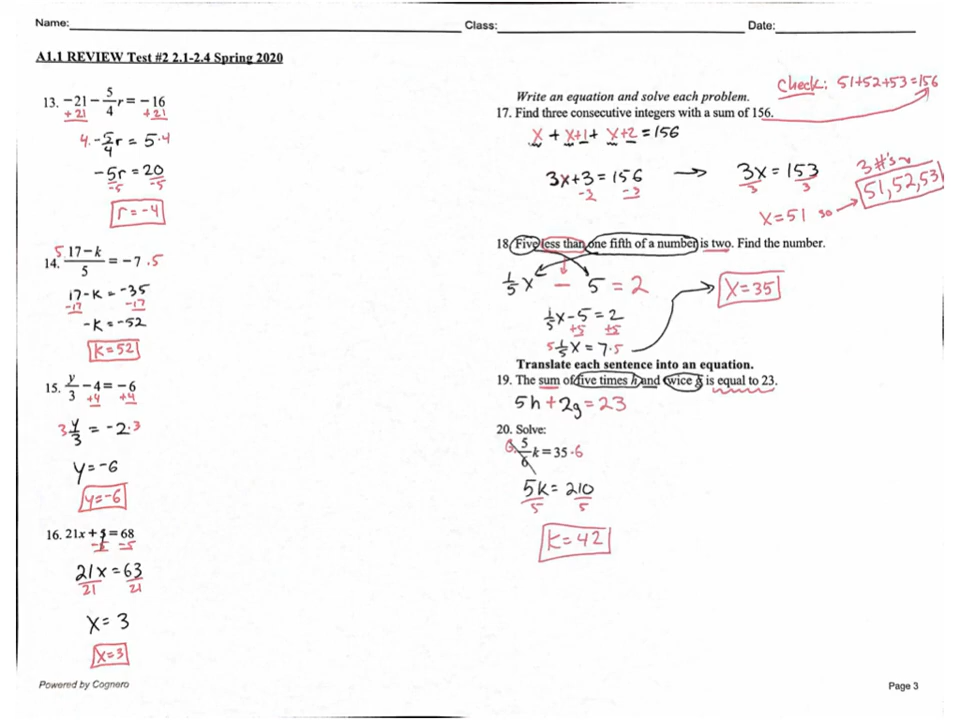 Name: Class: Date:
A1.1 REVIEW Test #2 2.1-2.4 Spring 2020
13. −21 − 5/4 r = −16
+21 +21
4· −5/4 r = 5·4
−5r = 20
−5 −5
r = −4
14. 5· (17 − k)/5 = −7 ·5
17 − k = −35
−17 −17
−k = −52
k = 52
15. y/3 − 4 = −6
+4 +4
3· y/3 = −2·3
y = −6
y = −6
16. 21x + 5 = 68
−5 −5
21x = 63
21 21
x = 3
x = 3
Powered by Cognero
Check: 51+52+53=156
Write an equation and solve each problem.
17. Find three consecutive integers with a sum of 156.
x + x+1 + x+2 = 156
3x+3 = 156 → 3x = 153
−3 −3 3 3
3 #'s
x = 51 so → 51, 52, 53
18. Five less than one fifth of a number is two. Find the number.
1/5 x − 5 = 2
x = 35
1/5 x − 5 = 2
+5 +5
5· 1/5 x = 7·5
Translate each sentence into an equation.
19. The sum of five times h and twice g is equal to 23.
5h + 2g = 23
20. Solve:
6· 5/6 k = 35 ·6
5k = 210
5 5
k = 42
Page 3